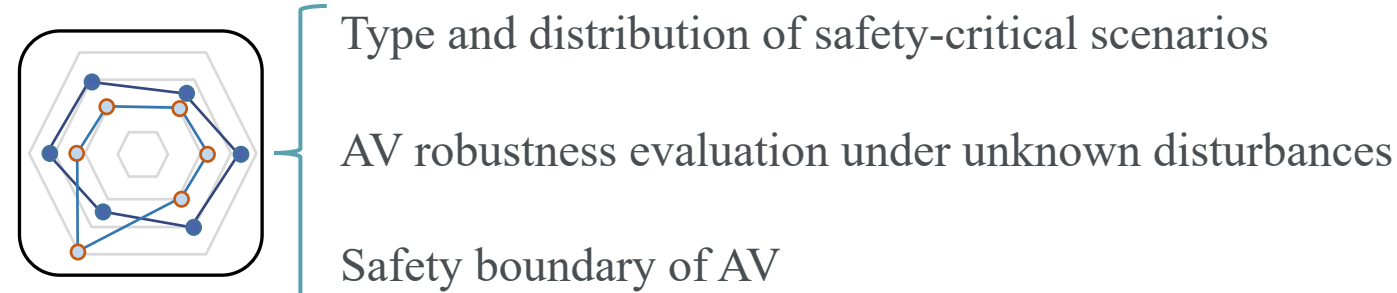 Type and distribution of safety-critical scenarios
AV robustness evaluation under unknown disturbances
Safety boundary of AV